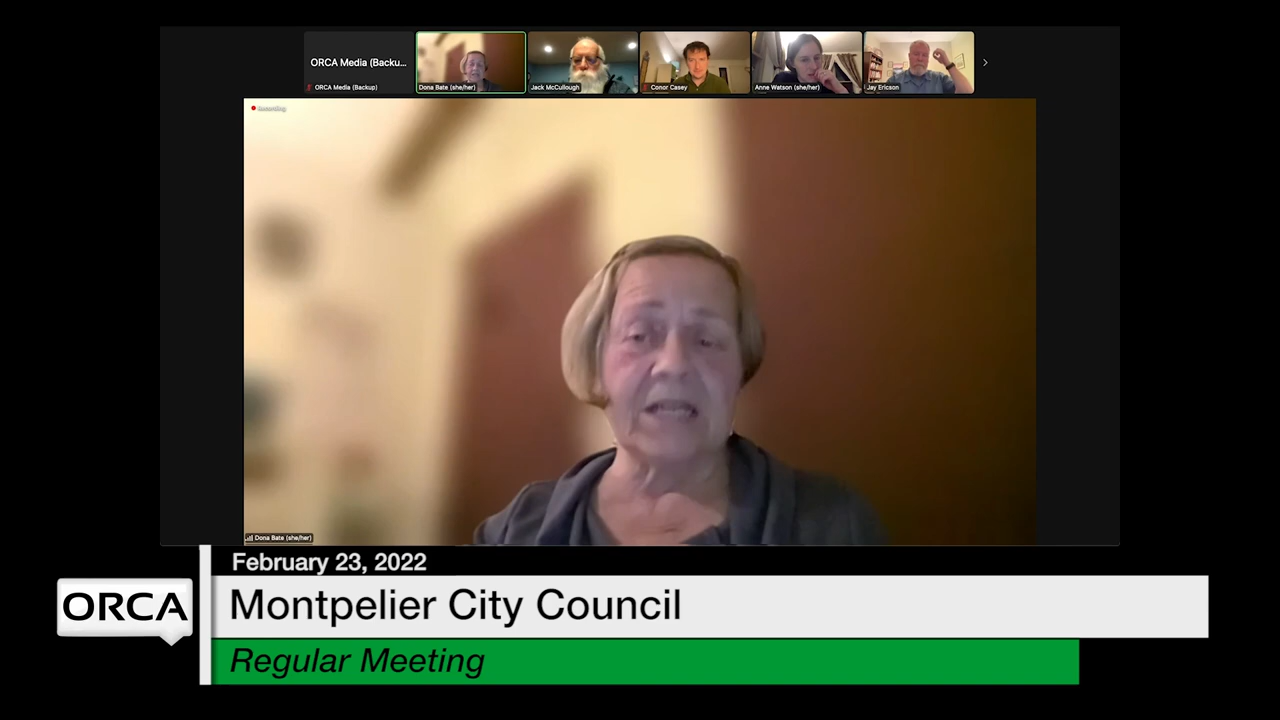 ORCA Media (Backu...
ORCA Media (Backup)
Dona Bate (she/her)
Jack McCullough
Conor Casey
Anne Watson (she/her)
Jay Ericson
Recording
Dona Bate (she/her)
February 23, 2022
ORCA
Montpelier City Council
Regular Meeting